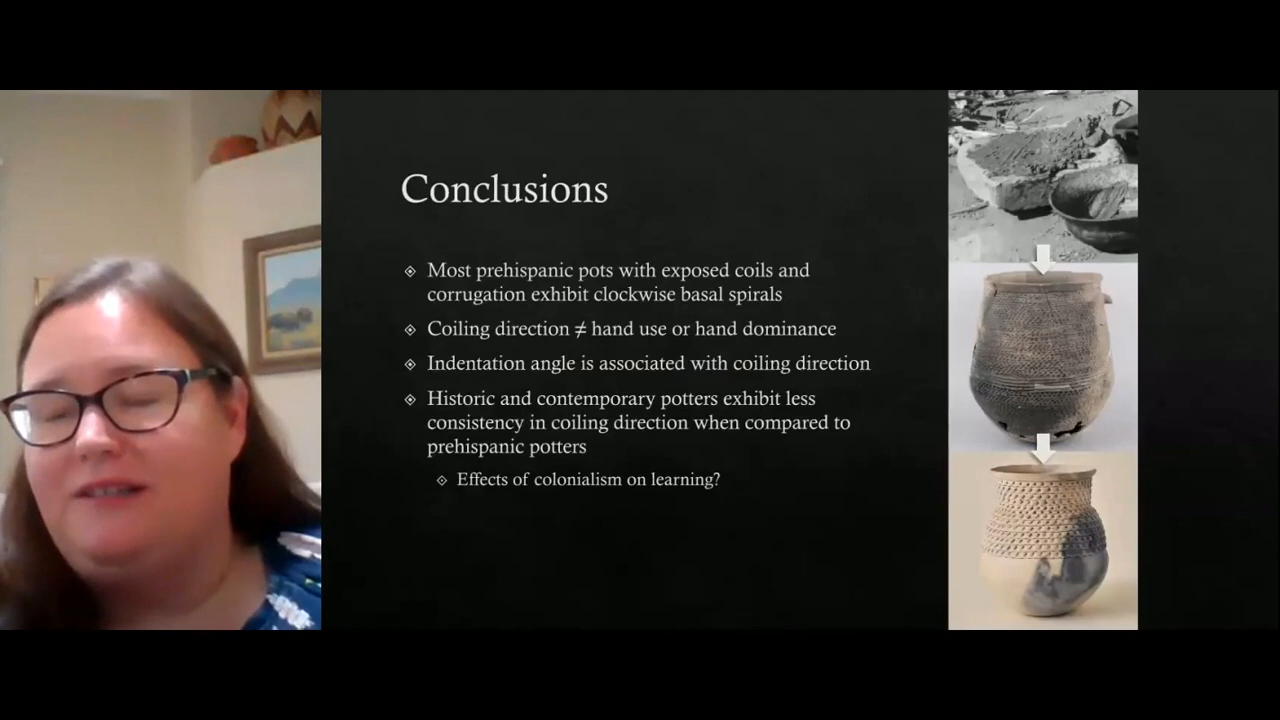 Conclusions
Most prehispanic pots with exposed coils and
corrugation exhibit clockwise basal spirals
Coiling direction ≠ hand use or hand dominance
Indentation angle is associated with coiling direction
Historic and contemporary potters exhibit less
consistency in coiling direction when compared to
prehispanic potters
Effects of colonialism on learning?